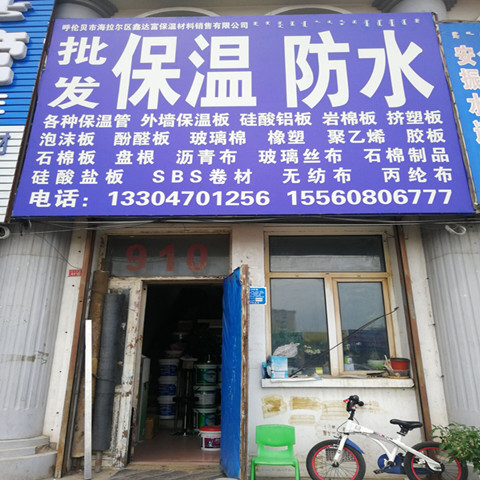 呼伦贝市海拉尔区鑫达富保温材料销售有限公司
批发 保温 防水
各种保温管 外墙保温板 硅酸铝板 岩棉板 挤塑板
泡沫板 酚醛板 玻璃棉 橡塑 聚乙烯 胶板
石棉板 盘根 沥青布 玻璃丝布 石棉制品
硅酸盐板 SBS卷材 无纺布 丙纶布
电话：13304701256 15560806777
910
安
振
水